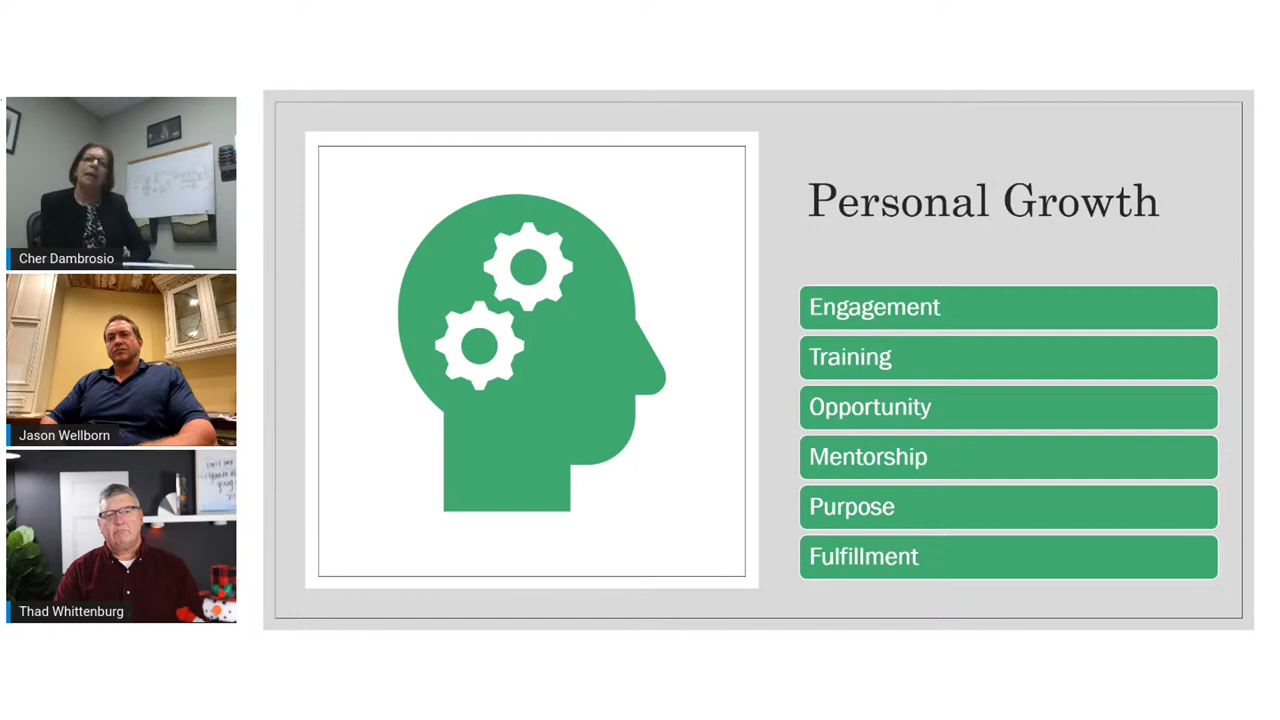 Cher Dambrosio
Jason Wellborn
Thad Whittenburg
Personal Growth
Engagement
Training
Opportunity
Mentorship
Purpose
Fulfillment